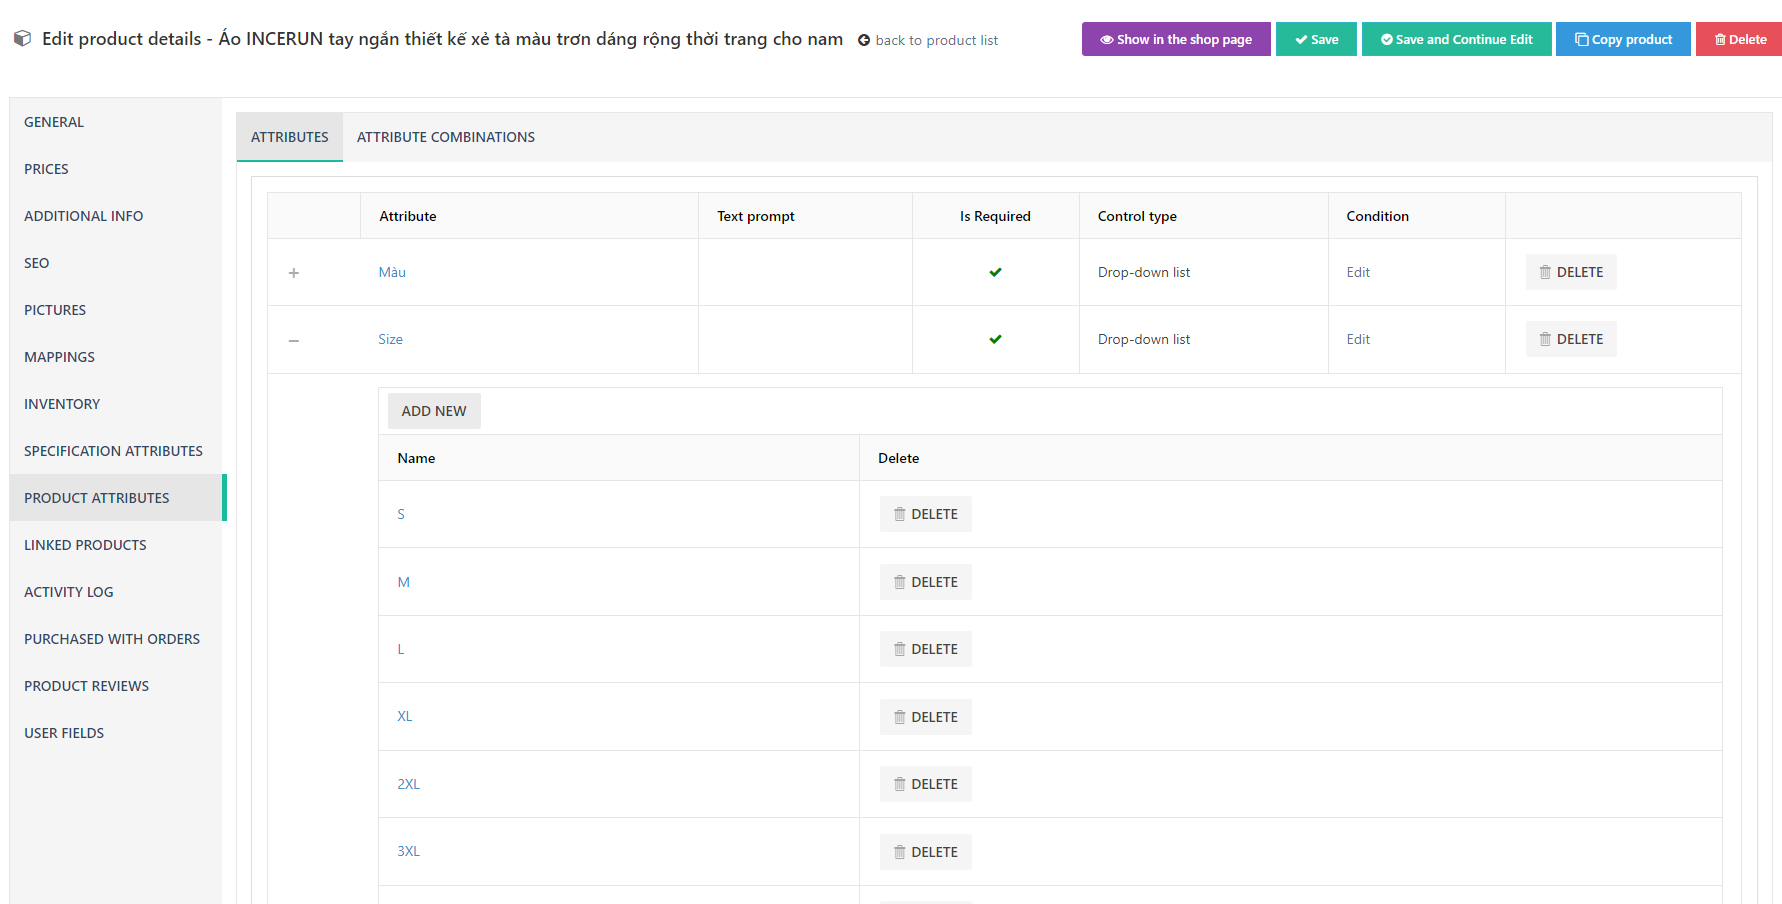 Edit product details - Áo INCERUN tay ngắn thiết kế xẻ tà màu trơn dáng rộng thời trang cho nam back to product list
Show in the shop page Save Save and Continue Edit Copy product Delete
GENERAL
PRICES
ADDITIONAL INFO
SEO
PICTURES
MAPPINGS
INVENTORY
SPECIFICATION ATTRIBUTES
PRODUCT ATTRIBUTES
LINKED PRODUCTS
ACTIVITY LOG
PURCHASED WITH ORDERS
PRODUCT REVIEWS
USER FIELDS
ATTRIBUTES ATTRIBUTE COMBINATIONS
Attribute Text prompt Is Required Control type Condition
+ Màu Drop-down list Edit DELETE
− Size Drop-down list Edit DELETE
ADD NEW
Name Delete
S DELETE
M DELETE
L DELETE
XL DELETE
2XL DELETE
3XL DELETE